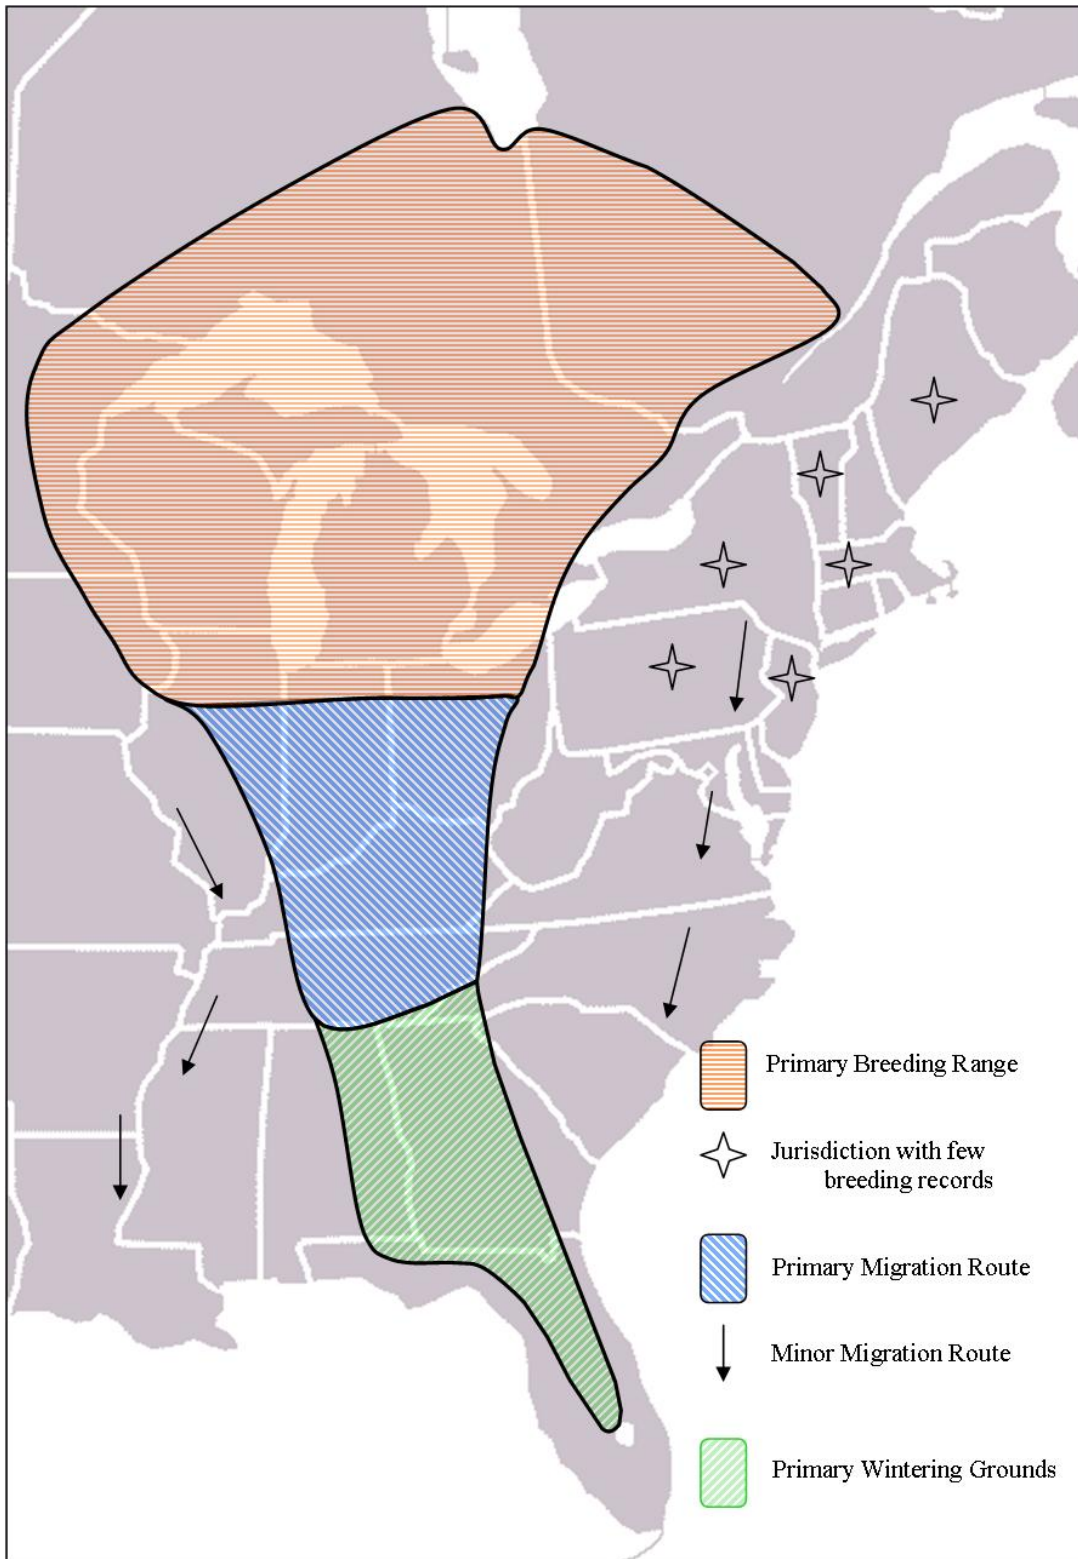 Primary Breeding Range
Jurisdiction with few
breeding records
Primary Migration Route
Minor Migration Route
Primary Wintering Grounds